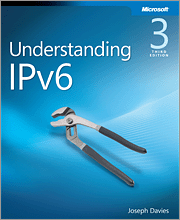 Microsoft
Understanding
IPv6
3
THIRD
EDITION
Joseph Davies